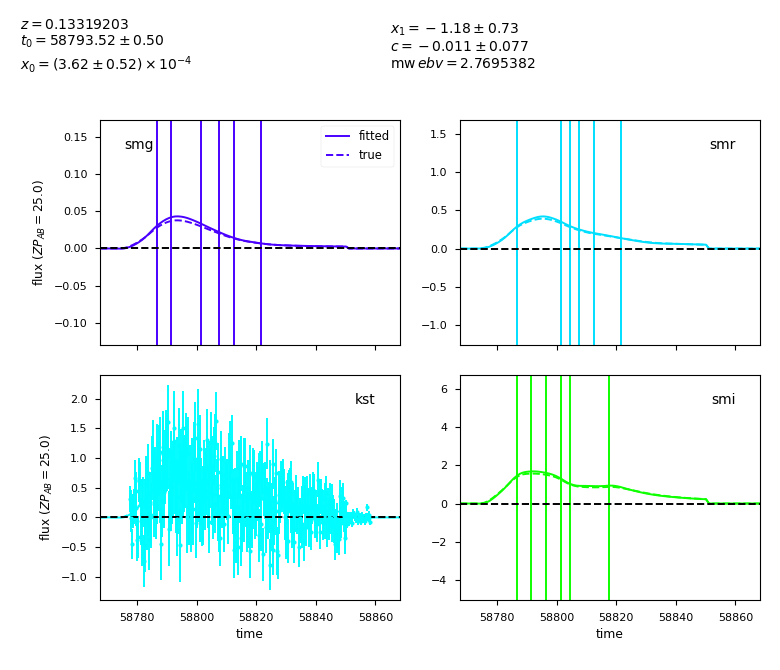 z = 0.13319203
t0 = 58793.52 ± 0.50
x0 = (3.62 ± 0.52) × 10^−4
x1 = −1.18 ± 0.73
c = −0.011 ± 0.077
mw ebv = 2.7695382
smg
fitted
true
0.15
0.10
0.05
0.00
−0.05
−0.10
flux (ZP_AB = 25.0)
smr
1.5
1.0
0.5
0.0
−0.5
−1.0
kst
2.0
1.5
1.0
0.5
0.0
−0.5
−1.0
flux (ZP_AB = 25.0)
58780 58800 58820 58840 58860
time
smi
6
4
2
0
−2
−4
58780 58800 58820 58840 58860
time